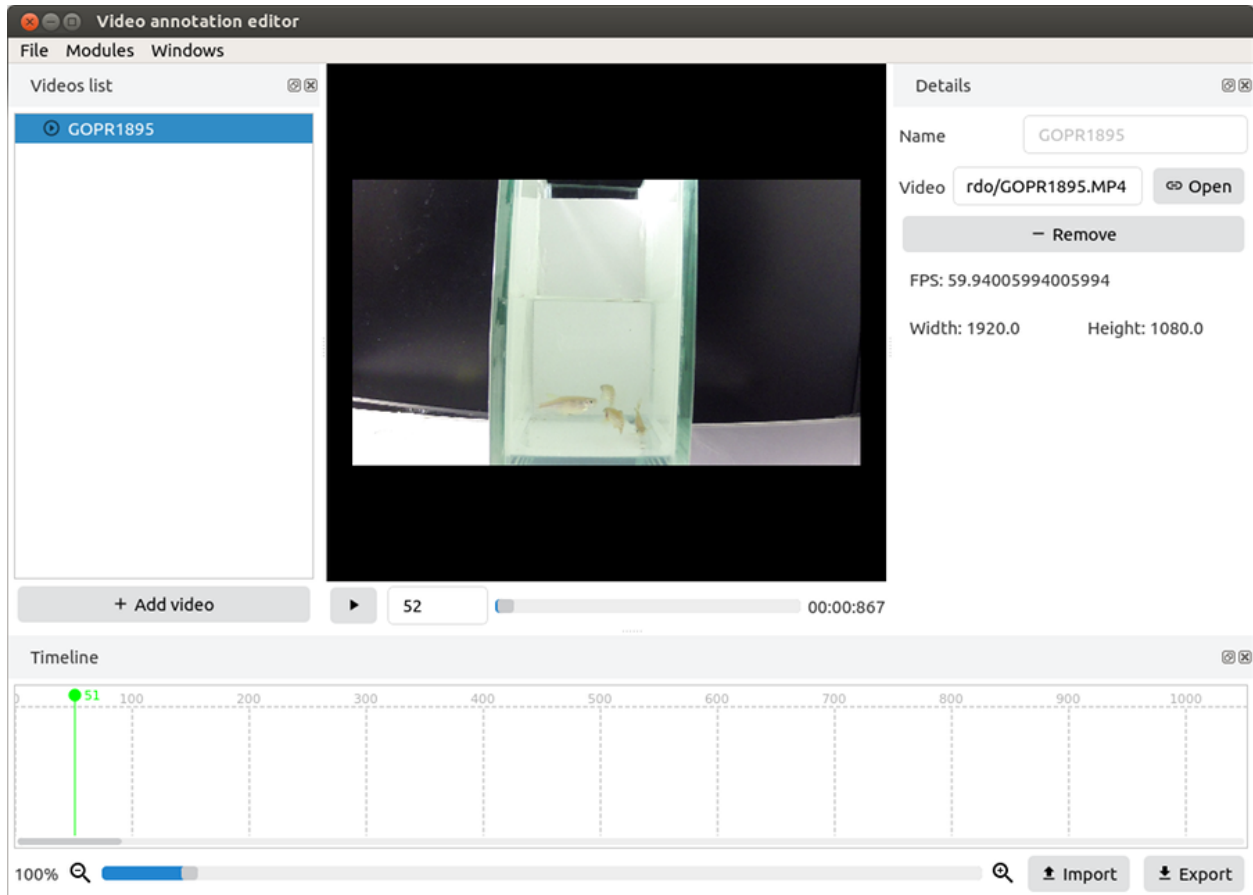 Video annotation editor
File Modules Windows
Videos list
GOPR1895
+ Add video
52
00:00:867
Details
Name GOPR1895
Video rdo/GOPR1895.MP4 Open
− Remove
FPS: 59.94005994005994
Width: 1920.0 Height: 1080.0
Timeline
51 100 200 300 400 500 600 700 800 900 1000
100% Import Export